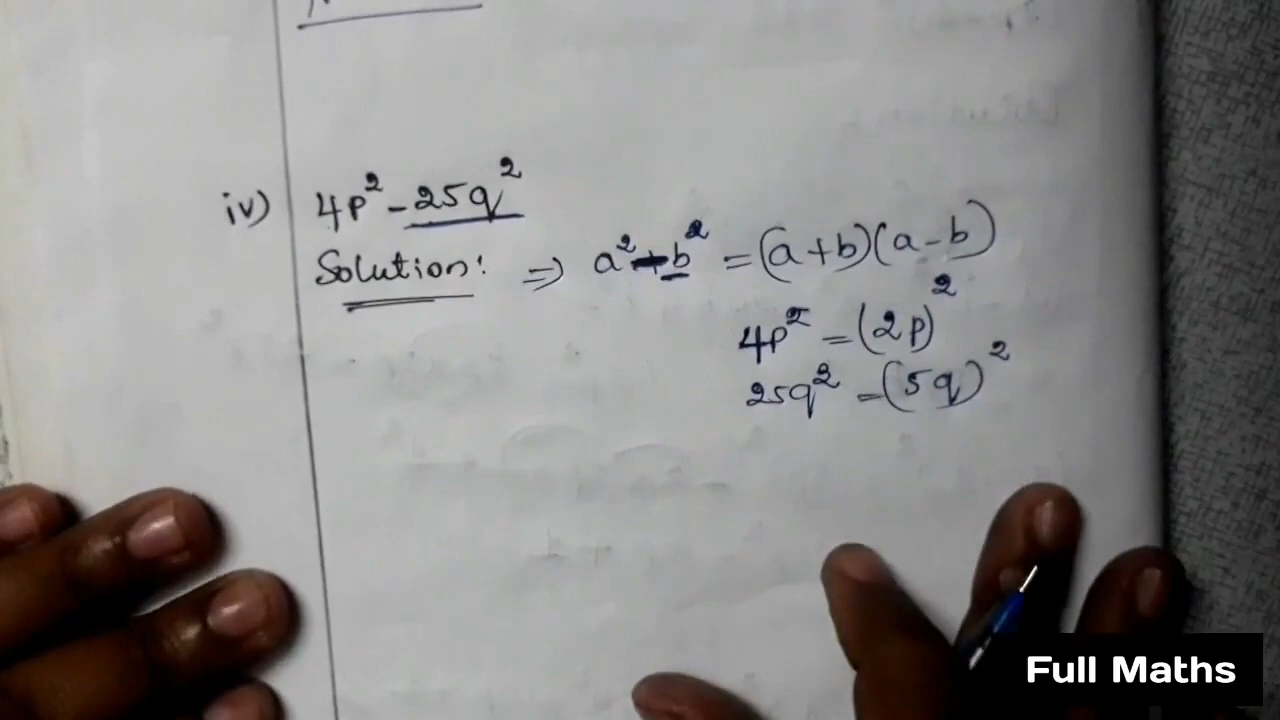 iv) 4p² - 25q²
Solution: ⇒ a² - b² = (a+b)(a-b)
4p² = (2p)²
25q² = (5q)²
Full Maths